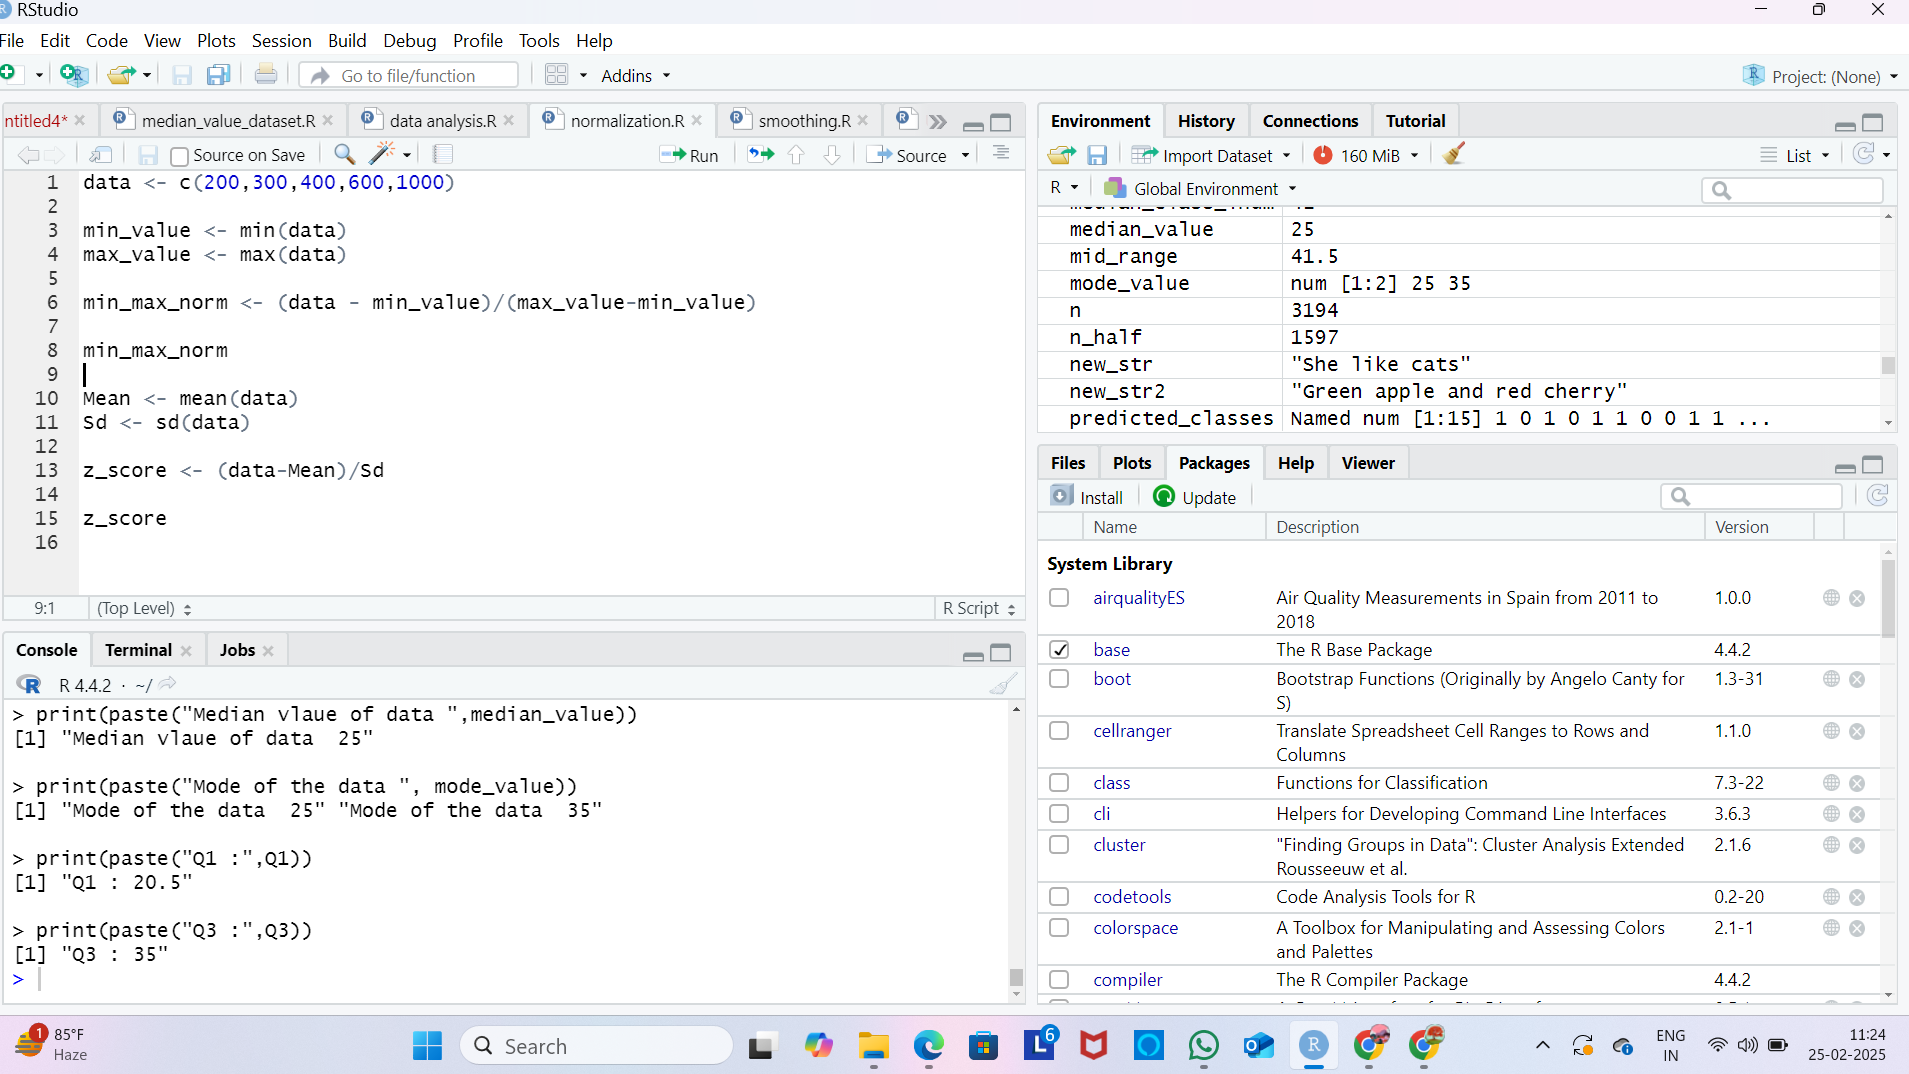 RStudio
File Edit Code View Plots Session Build Debug Profile Tools Help
Go to file/function Addins Project: (None)
ntitled4* median_value_dataset.R data analysis.R normalization.R smoothing.R
Source on Save Run Source
1 data <- c(200,300,400,600,1000)
2
3 min_value <- min(data)
4 max_value <- max(data)
5
6 min_max_norm <- (data - min_value)/(max_value-min_value)
7
8 min_max_norm
9
10 Mean <- mean(data)
11 Sd <- sd(data)
12
13 z_score <- (data-Mean)/Sd
14
15 z_score
16
9:1 (Top Level) R Script
Console Terminal Jobs
R 4.4.2 · ~/
> print(paste("Median vlaue of data ",median_value))
[1] "Median vlaue of data  25"
> print(paste("Mode of the data ", mode_value))
[1] "Mode of the data  25" "Mode of the data  35"
> print(paste("Q1 :",Q1))
[1] "Q1 : 20.5"
> print(paste("Q3 :",Q3))
[1] "Q3 : 35"
>
Environment History Connections Tutorial
Import Dataset 160 MiB List
R Global Environment
median_value 25
mid_range 41.5
mode_value num [1:2] 25 35
n 3194
n_half 1597
new_str "She like cats"
new_str2 "Green apple and red cherry"
predicted_classes Named num [1:15] 1 0 1 0 1 1 0 0 1 1 ...
Files Plots Packages Help Viewer
Install Update
Name Description Version
System Library
airqualityES Air Quality Measurements in Spain from 2011 to 1.0.0
2018
base The R Base Package 4.4.2
boot Bootstrap Functions (Originally by Angelo Canty for 1.3-31
S)
cellranger Translate Spreadsheet Cell Ranges to Rows and 1.1.0
Columns
class Functions for Classification 7.3-22
cli Helpers for Developing Command Line Interfaces 3.6.3
cluster "Finding Groups in Data": Cluster Analysis Extended 2.1.6
Rousseeuw et al.
codetools Code Analysis Tools for R 0.2-20
colorspace A Toolbox for Manipulating and Assessing Colors 2.1-1
and Palettes
compiler The R Compiler Package 4.4.2
1 85°F
Haze
Search
L 6
R
ENG
IN
11:24
25-02-2025